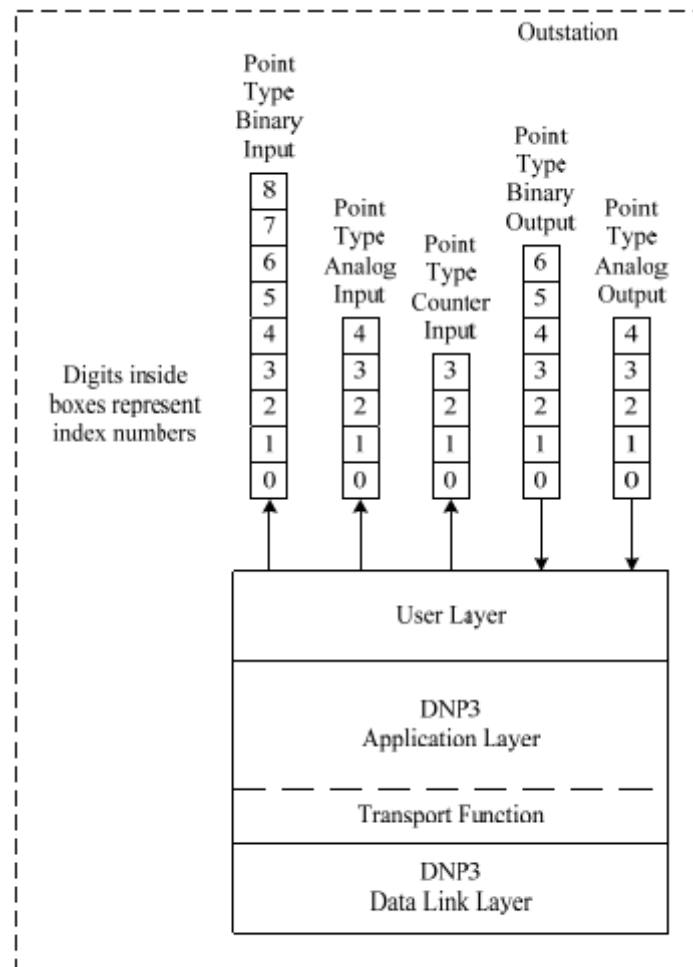 Outstation
Point
Type
Binary
Input
8
7
6
5
4
3
2
1
0
Point
Type
Analog
Input
4
3
2
1
0
Point
Type
Counter
Input
3
2
1
0
Point
Type
Binary
Output
6
5
4
3
2
1
0
Point
Type
Analog
Output
4
3
2
1
0
Digits inside
boxes represent
index numbers
User Layer
DNP3
Application Layer
Transport Function
DNP3
Data Link Layer